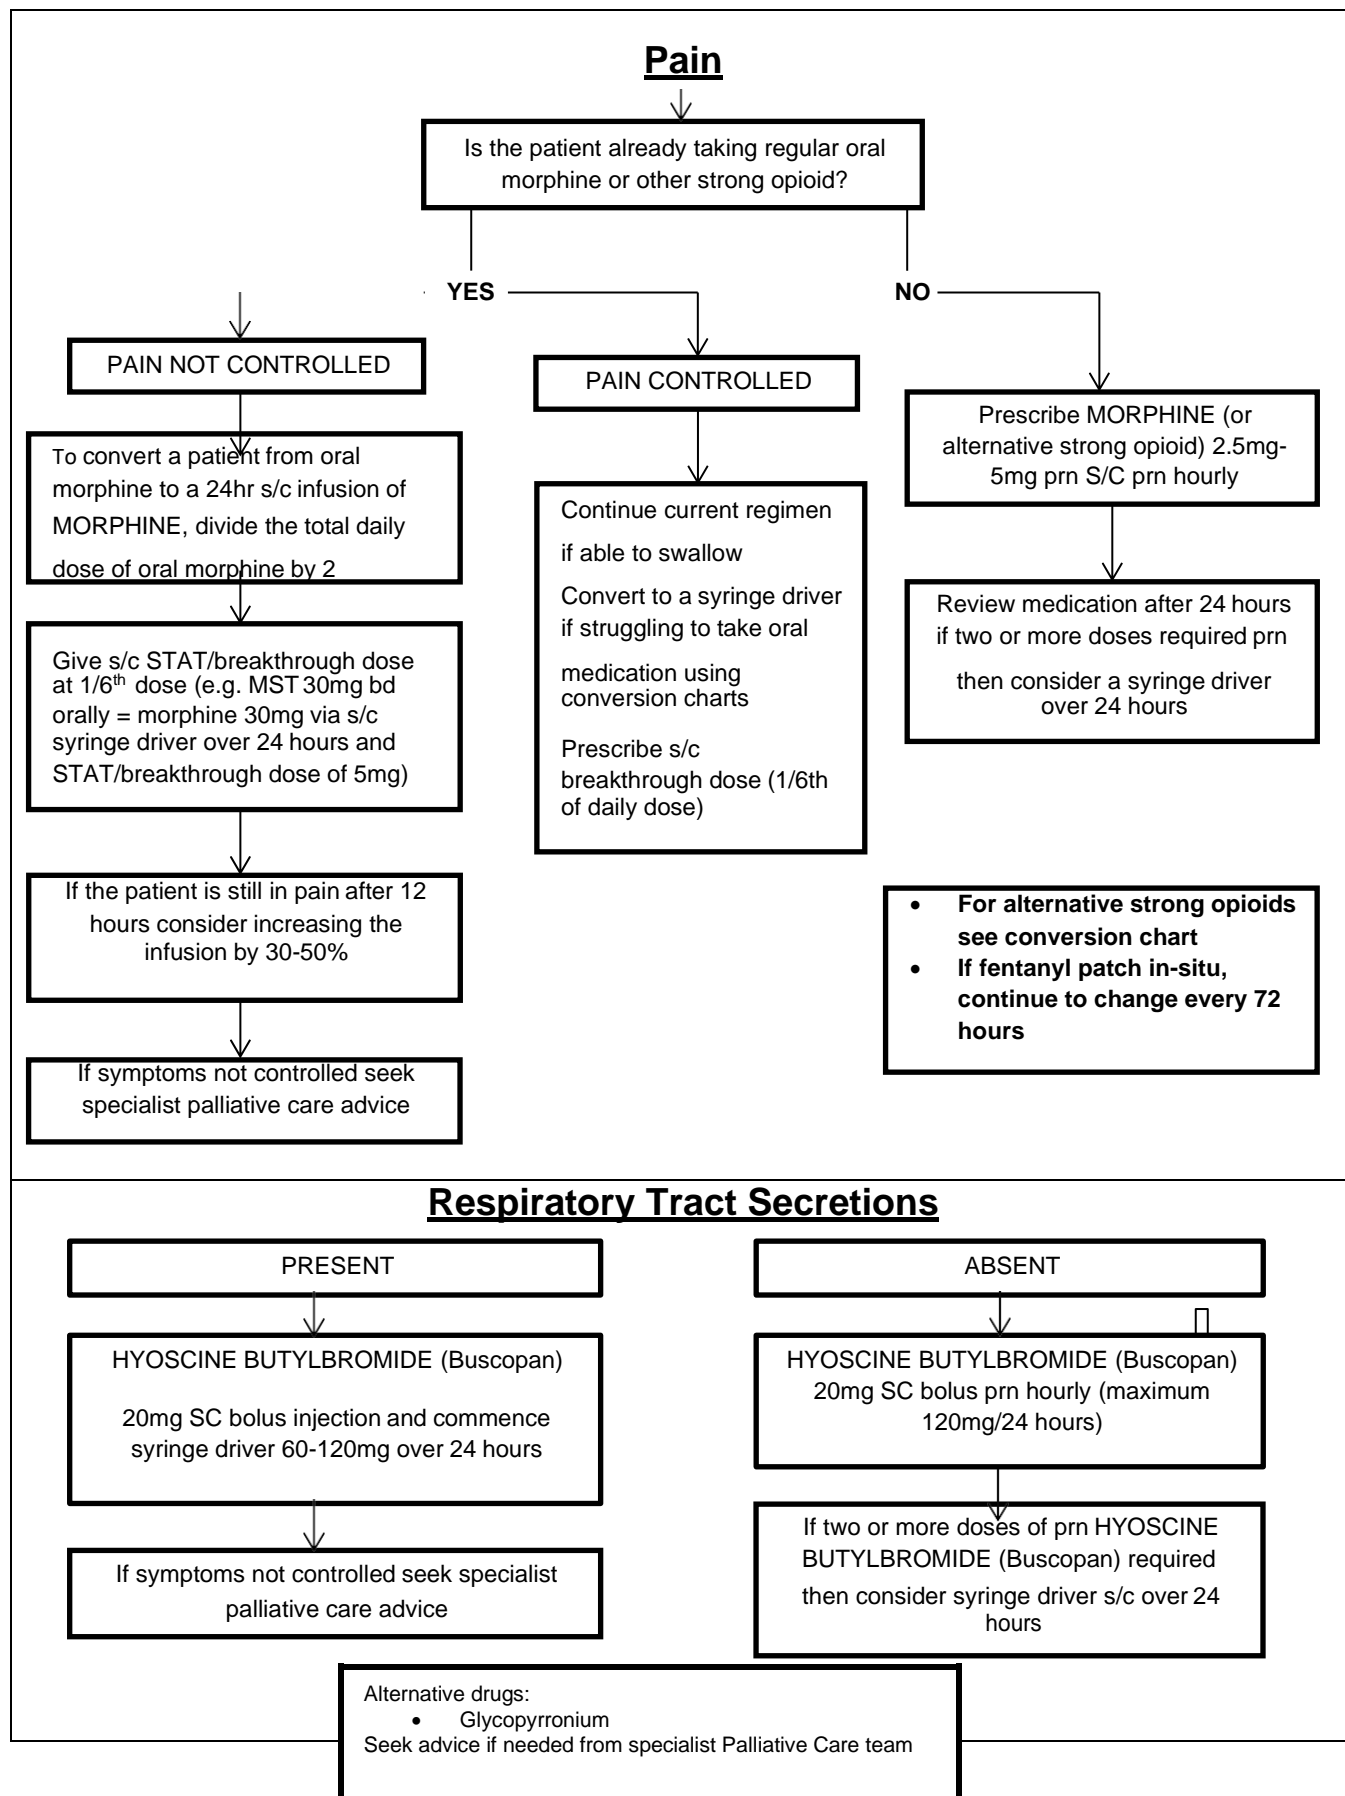 Pain
Is the patient already taking regular oral
morphine or other strong opioid?
YES
NO
PAIN NOT CONTROLLED
To convert a patient from oral
morphine to a 24hr s/c infusion of
MORPHINE, divide the total daily
dose of oral morphine by 2
Give s/c STAT/breakthrough dose
at 1/6th dose (e.g. MST 30mg bd
orally = morphine 30mg via s/c
syringe driver over 24 hours and
STAT/breakthrough dose of 5mg)
If the patient is still in pain after 12
hours consider increasing the
infusion by 30-50%
If symptoms not controlled seek
specialist palliative care advice
PAIN CONTROLLED
Continue current regimen
if able to swallow
Convert to a syringe driver
if struggling to take oral
medication using
conversion charts
Prescribe s/c
breakthrough dose (1/6th
of daily dose)
Prescribe MORPHINE (or
alternative strong opioid) 2.5mg-
5mg prn S/C prn hourly
Review medication after 24 hours
if two or more doses required prn
then consider a syringe driver
over 24 hours
• For alternative strong opioids
see conversion chart
• If fentanyl patch in-situ,
continue to change every 72
hours
Respiratory Tract Secretions
PRESENT
HYOSCINE BUTYLBROMIDE (Buscopan)
20mg SC bolus injection and commence
syringe driver 60-120mg over 24 hours
If symptoms not controlled seek specialist
palliative care advice
ABSENT
HYOSCINE BUTYLBROMIDE (Buscopan)
20mg SC bolus prn hourly (maximum
120mg/24 hours)
If two or more doses of prn HYOSCINE
BUTYLBROMIDE (Buscopan) required
then consider syringe driver s/c over 24
hours
Alternative drugs:
• Glycopyrronium
Seek advice if needed from specialist Palliative Care team